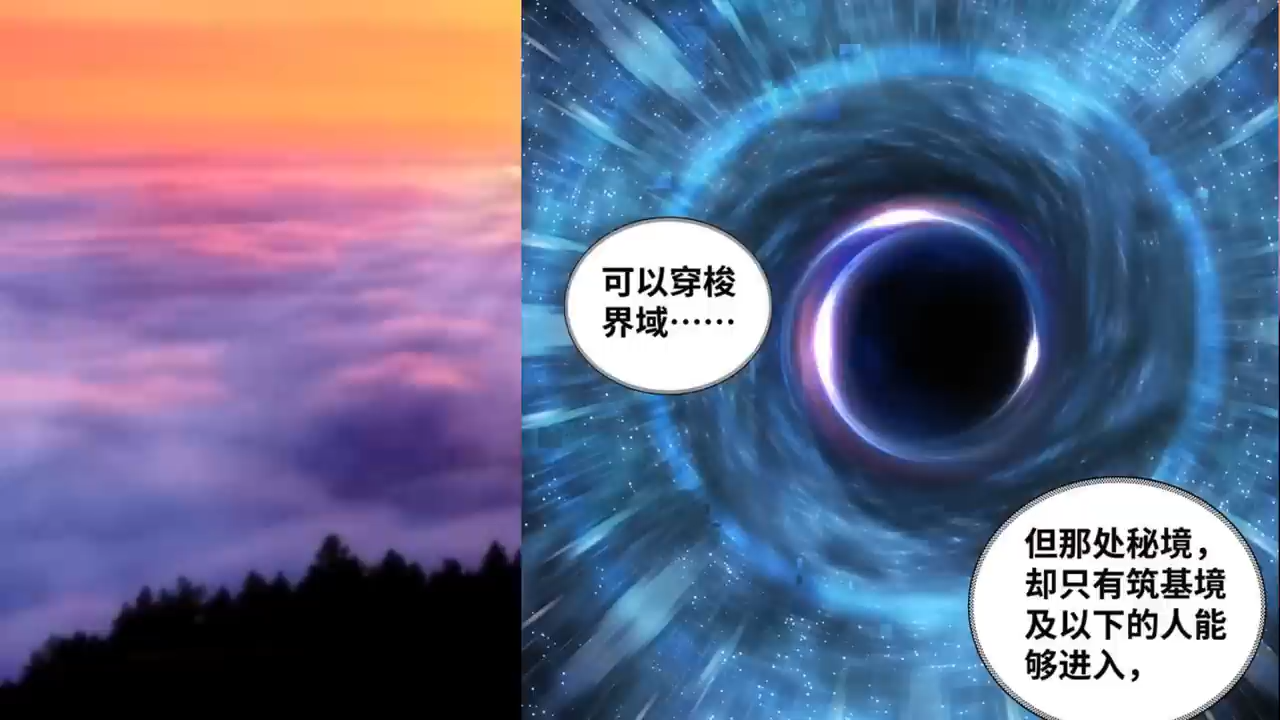 可以穿梭
界域……
但那处秘境，
却只有筑基境
及以下的人能
够进入，